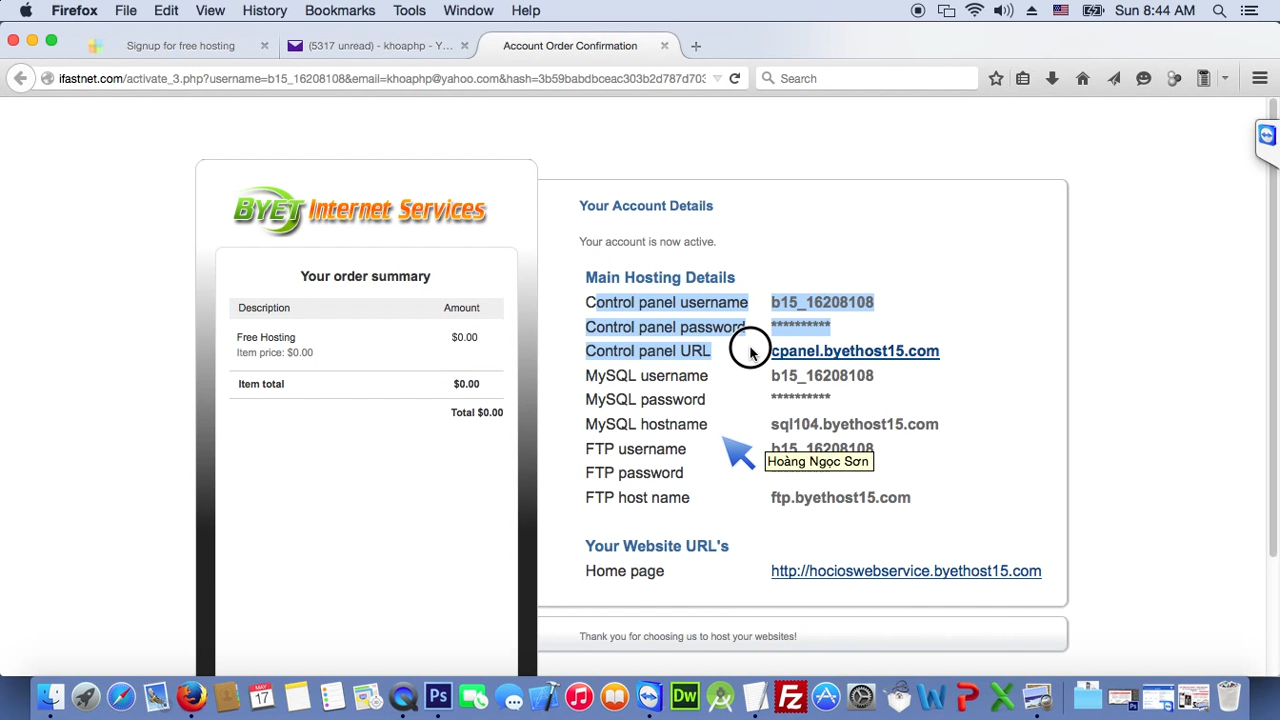 Firefox File Edit View History Bookmarks Tools Window Help Sun 8:44 AM
Signup for free hosting (5317 unread) - khoaphp - Y... Account Order Confirmation
ifastnet.com/activate_3.php?username=b15_16208108&email=khoaphp@yahoo.com&hash=3b59babdbceac303b2d787d703 Search
BYET Internet Services
Your order summary
Description Amount
Free Hosting $0.00
Item price: $0.00
Item total $0.00
Total $0.00
Your Account Details
Your account is now active.
Main Hosting Details
Control panel username b15_16208108
Control panel password **********
Control panel URL cpanel.byethost15.com
MySQL username b15_16208108
MySQL password **********
MySQL hostname sql104.byethost15.com
FTP username b15_16208108
Hoàng Ngọc Sơn
FTP password
FTP host name ftp.byethost15.com
Your Website URL's
Home page http://hocioswebservice.byethost15.com
Thank you for choosing us to host your websites!
MAY
17
Ps
Dw
Fz
W
P
X